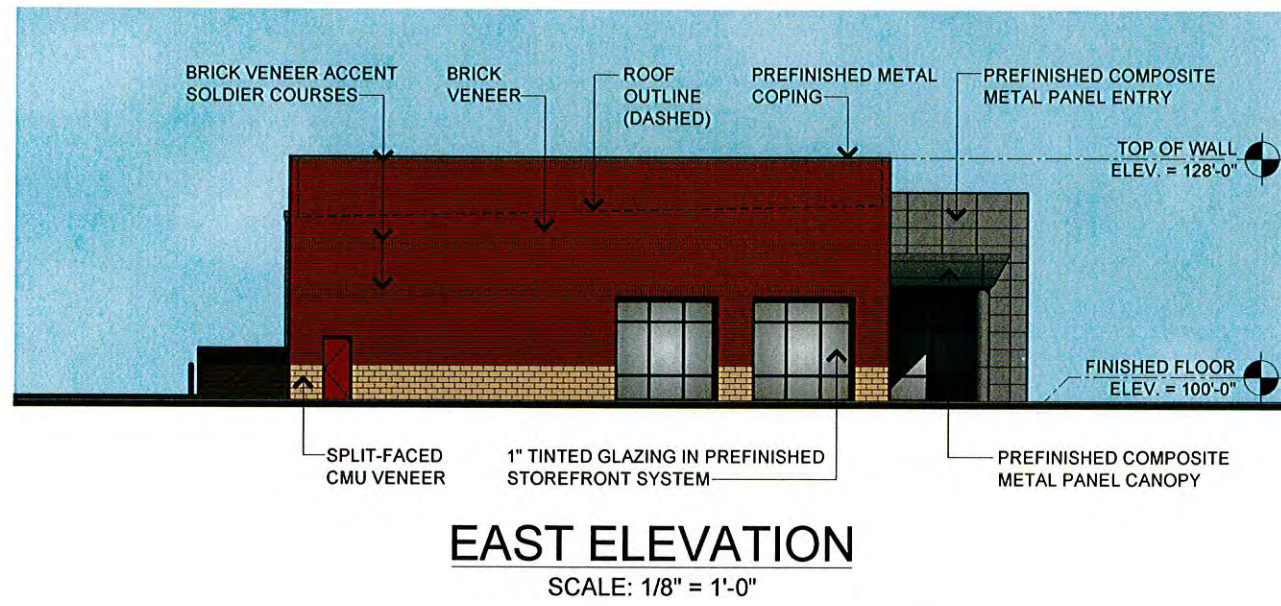 BRICK VENEER ACCENT
SOLDIER COURSES
BRICK
VENEER
ROOF
OUTLINE
(DASHED)
PREFINISHED METAL
COPING
PREFINISHED COMPOSITE
METAL PANEL ENTRY
TOP OF WALL
ELEV. = 128'-0"
FINISHED FLOOR
ELEV. = 100'-0"
SPLIT-FACED
CMU VENEER
1" TINTED GLAZING IN PREFINISHED
STOREFRONT SYSTEM
PREFINISHED COMPOSITE
METAL PANEL CANOPY
EAST ELEVATION
SCALE: 1/8" = 1'-0"